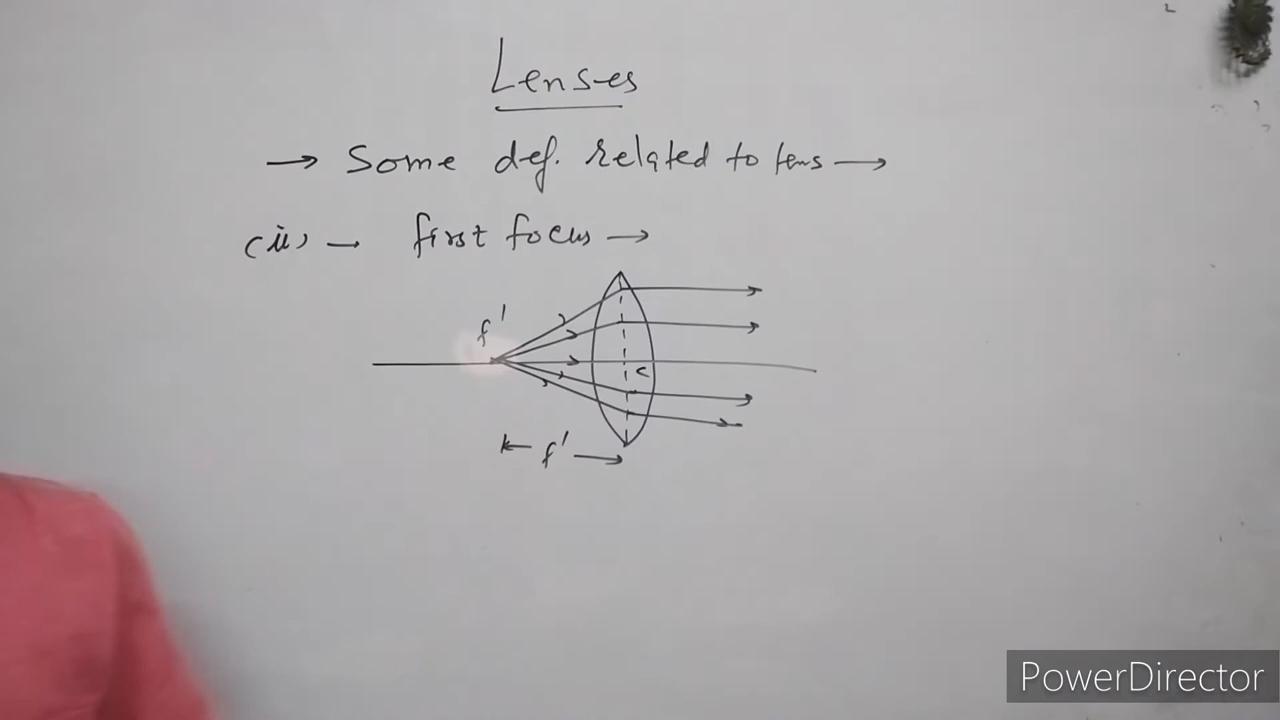 Lenses
→ Some def. related to lens →
(ii) → first focus →
f'
c
f'
PowerDirector